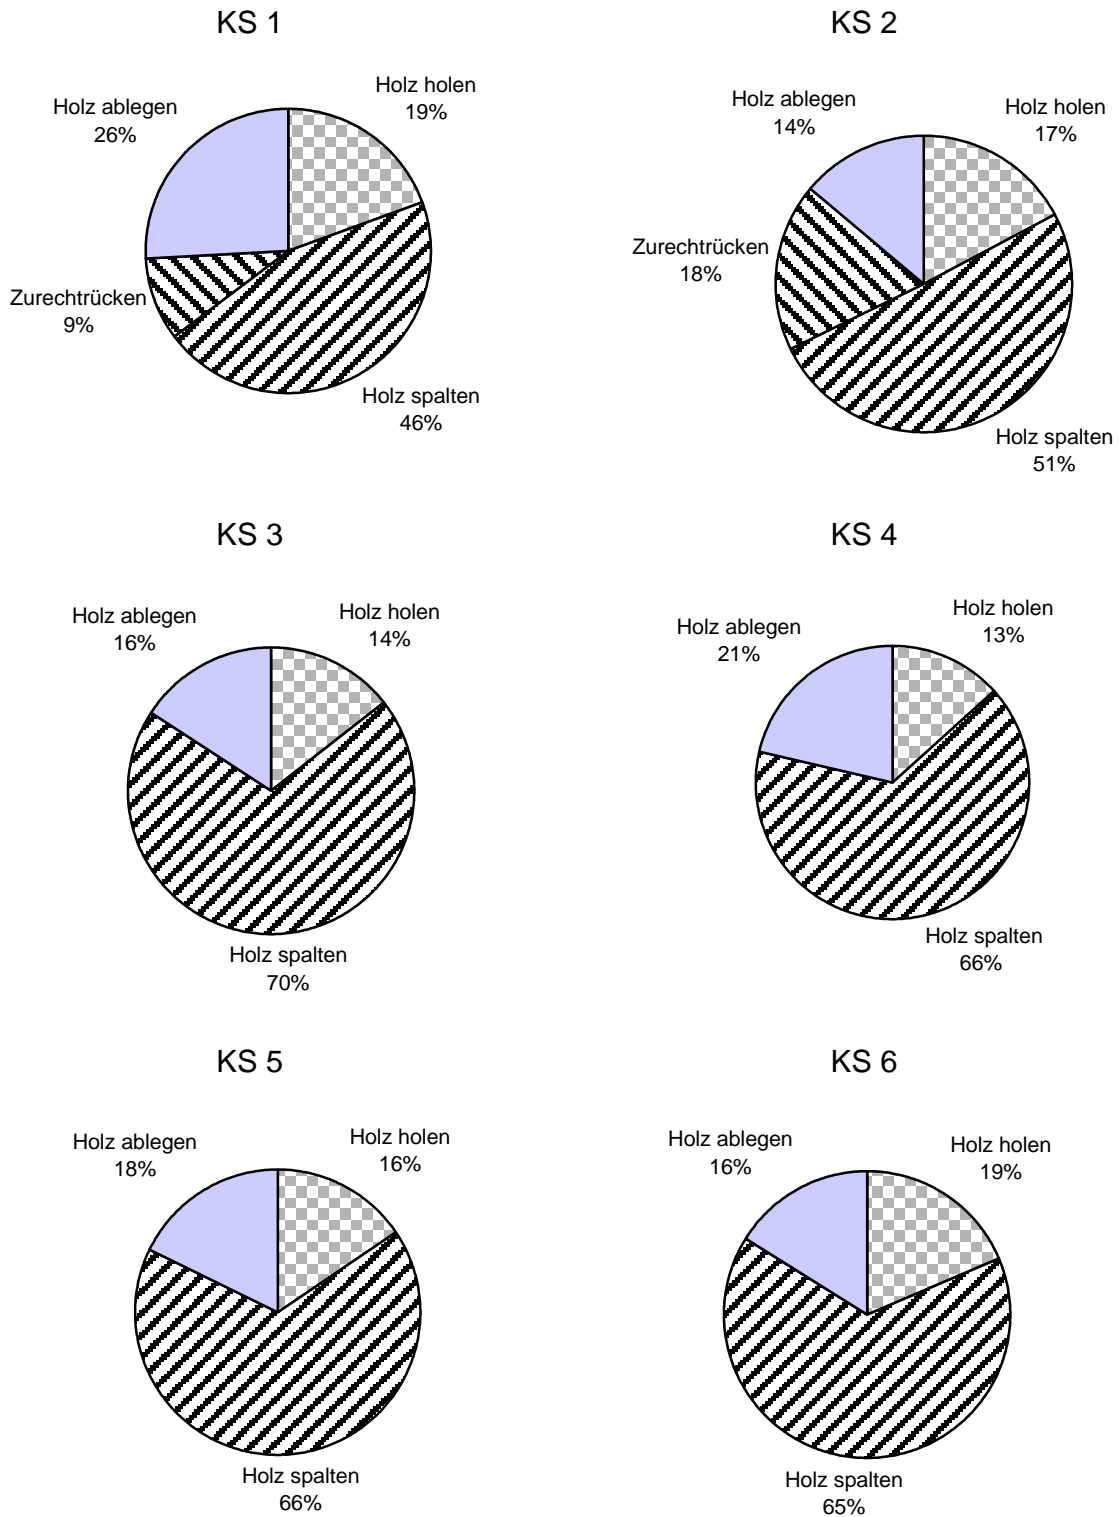 KS 1
Holz ablegen
26%
Holz holen
19%
Zurechtrücken
9%
Holz spalten
46%
KS 2
Holz ablegen
14%
Holz holen
17%
Zurechtrücken
18%
Holz spalten
51%
KS 3
Holz ablegen
16%
Holz holen
14%
Holz spalten
70%
KS 4
Holz ablegen
21%
Holz holen
13%
Holz spalten
66%
KS 5
Holz ablegen
18%
Holz holen
16%
Holz spalten
66%
KS 6
Holz ablegen
16%
Holz holen
19%
Holz spalten
65%